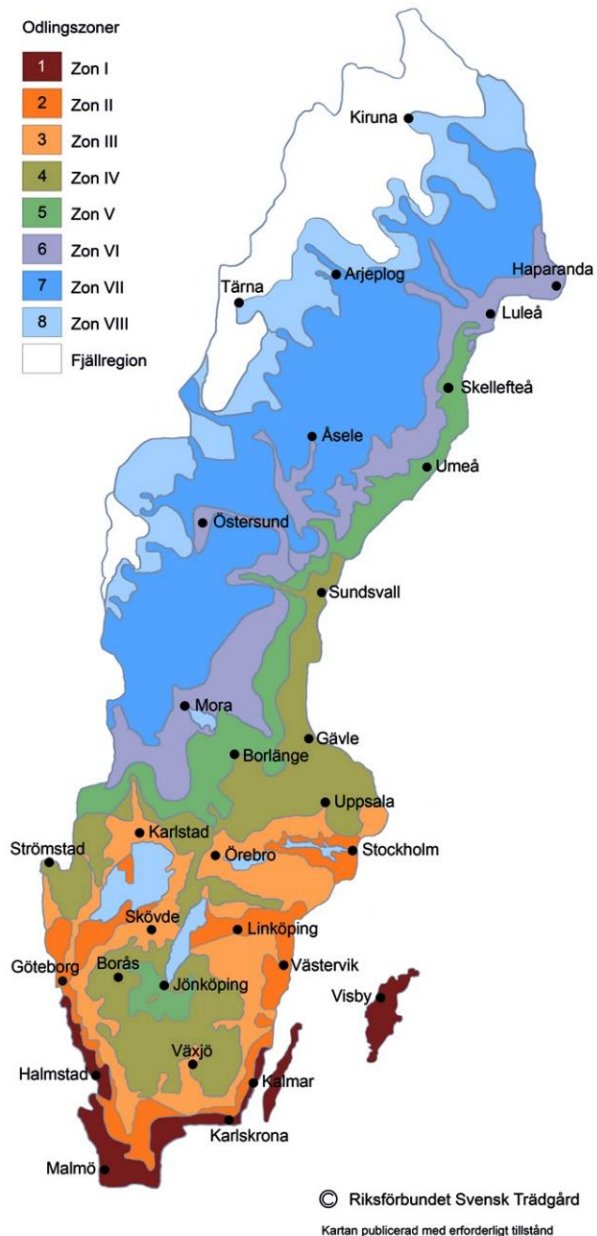 Odlingszoner
1 Zon I
2 Zon II
3 Zon III
4 Zon IV
5 Zon V
6 Zon VI
7 Zon VII
8 Zon VIII
Fjällregion
Kiruna
Arjeplog
Tärna
Haparanda
Luleå
Skellefteå
Åsele
Umeå
Östersund
Sundsvall
Mora
Gävle
Borlänge
Uppsala
Karlstad
Strömstad
Örebro
Stockholm
Skövde
Linköping
Göteborg
Borås
Västervik
Jönköping
Visby
Växjö
Halmstad
Kalmar
Karlskrona
Malmö
© Riksförbundet Svensk Trädgård
Kartan publicerad med erforderligt tillstånd